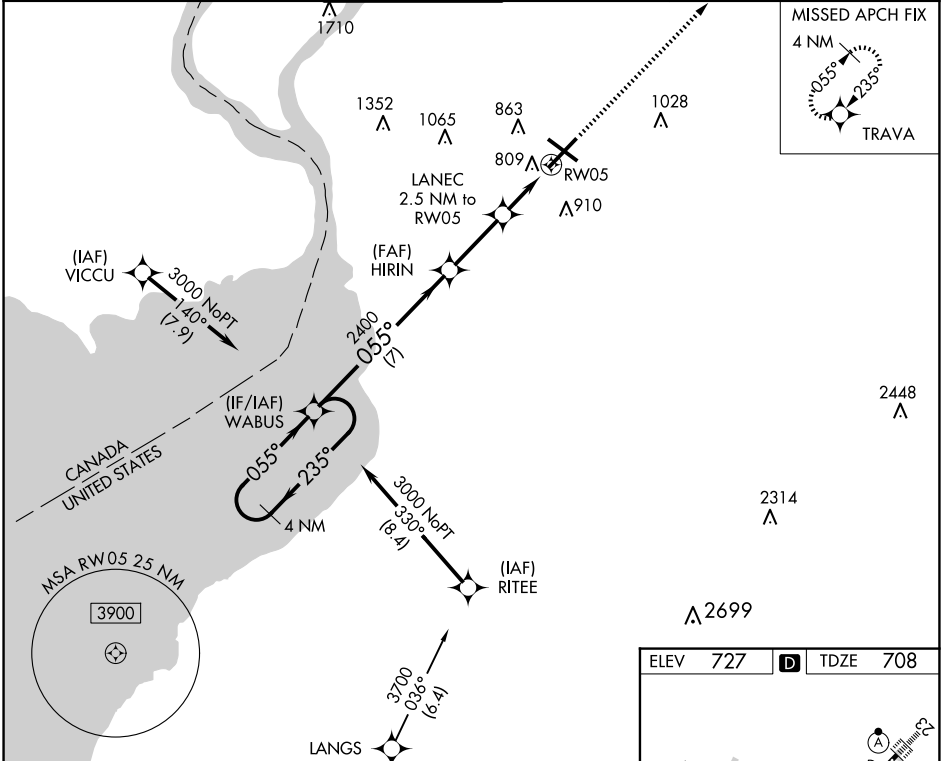 1710
MISSED APCH FIX
4 NM
055°
235°
TRAVA
1352
1065
863
1028
809
RW05
LANEC
2.5 NM to
RW05
910
(FAF)
HIRIN
(IAF)
VICCU
3000 NoPT
140°
(7.9)
2400
055°
(7)
(IF/IAF)
WABUS
2448
CANADA
UNITED STATES
055°
235°
4 NM
3000 NoPT
330°
(8.4)
2314
(IAF)
RITEE
MSA RW05 25 NM
3900
2699
3700
036°
(6.4)
LANGS
ELEV 727 D TDZE 708
A
23